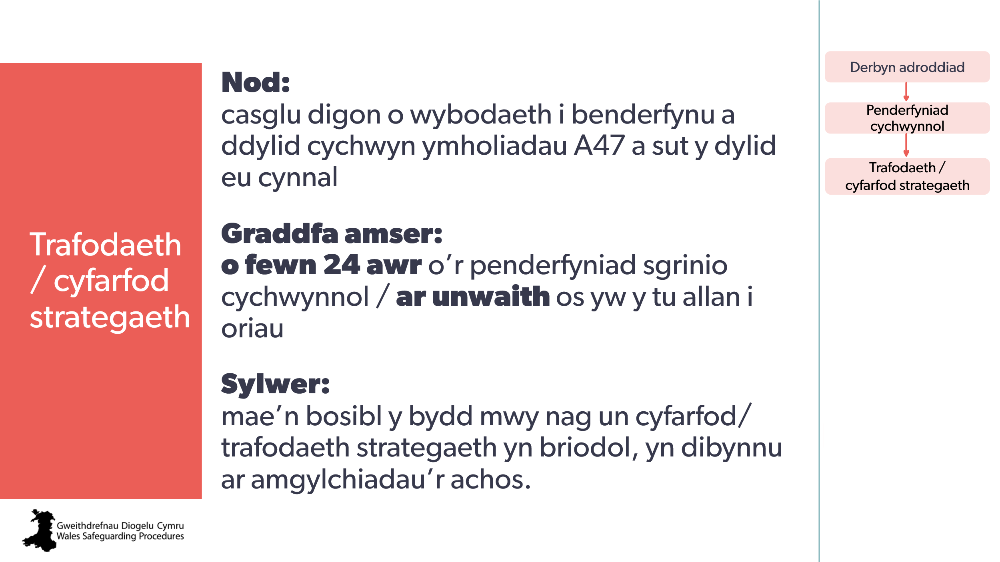 Trafodaeth
/ cyfarfod
strategaeth
Nod:
casglu digon o wybodaeth i benderfynu a
ddylid cychwyn ymholiadau A47 a sut y dylid
eu cynnal
Graddfa amser:
o fewn 24 awr o’r penderfyniad sgrinio
cychwynnol / ar unwaith os yw y tu allan i
oriau
Sylwer:
mae’n bosibl y bydd mwy nag un cyfarfod/
trafodaeth strategaeth yn briodol, yn dibynnu
ar amgylchiadau’r achos.
Derbyn adroddiad
Penderfyniad
cychwynnol
Trafodaeth /
cyfarfod strategaeth
Gweithdrefnau Diogelu Cymru
Wales Safeguarding Procedures